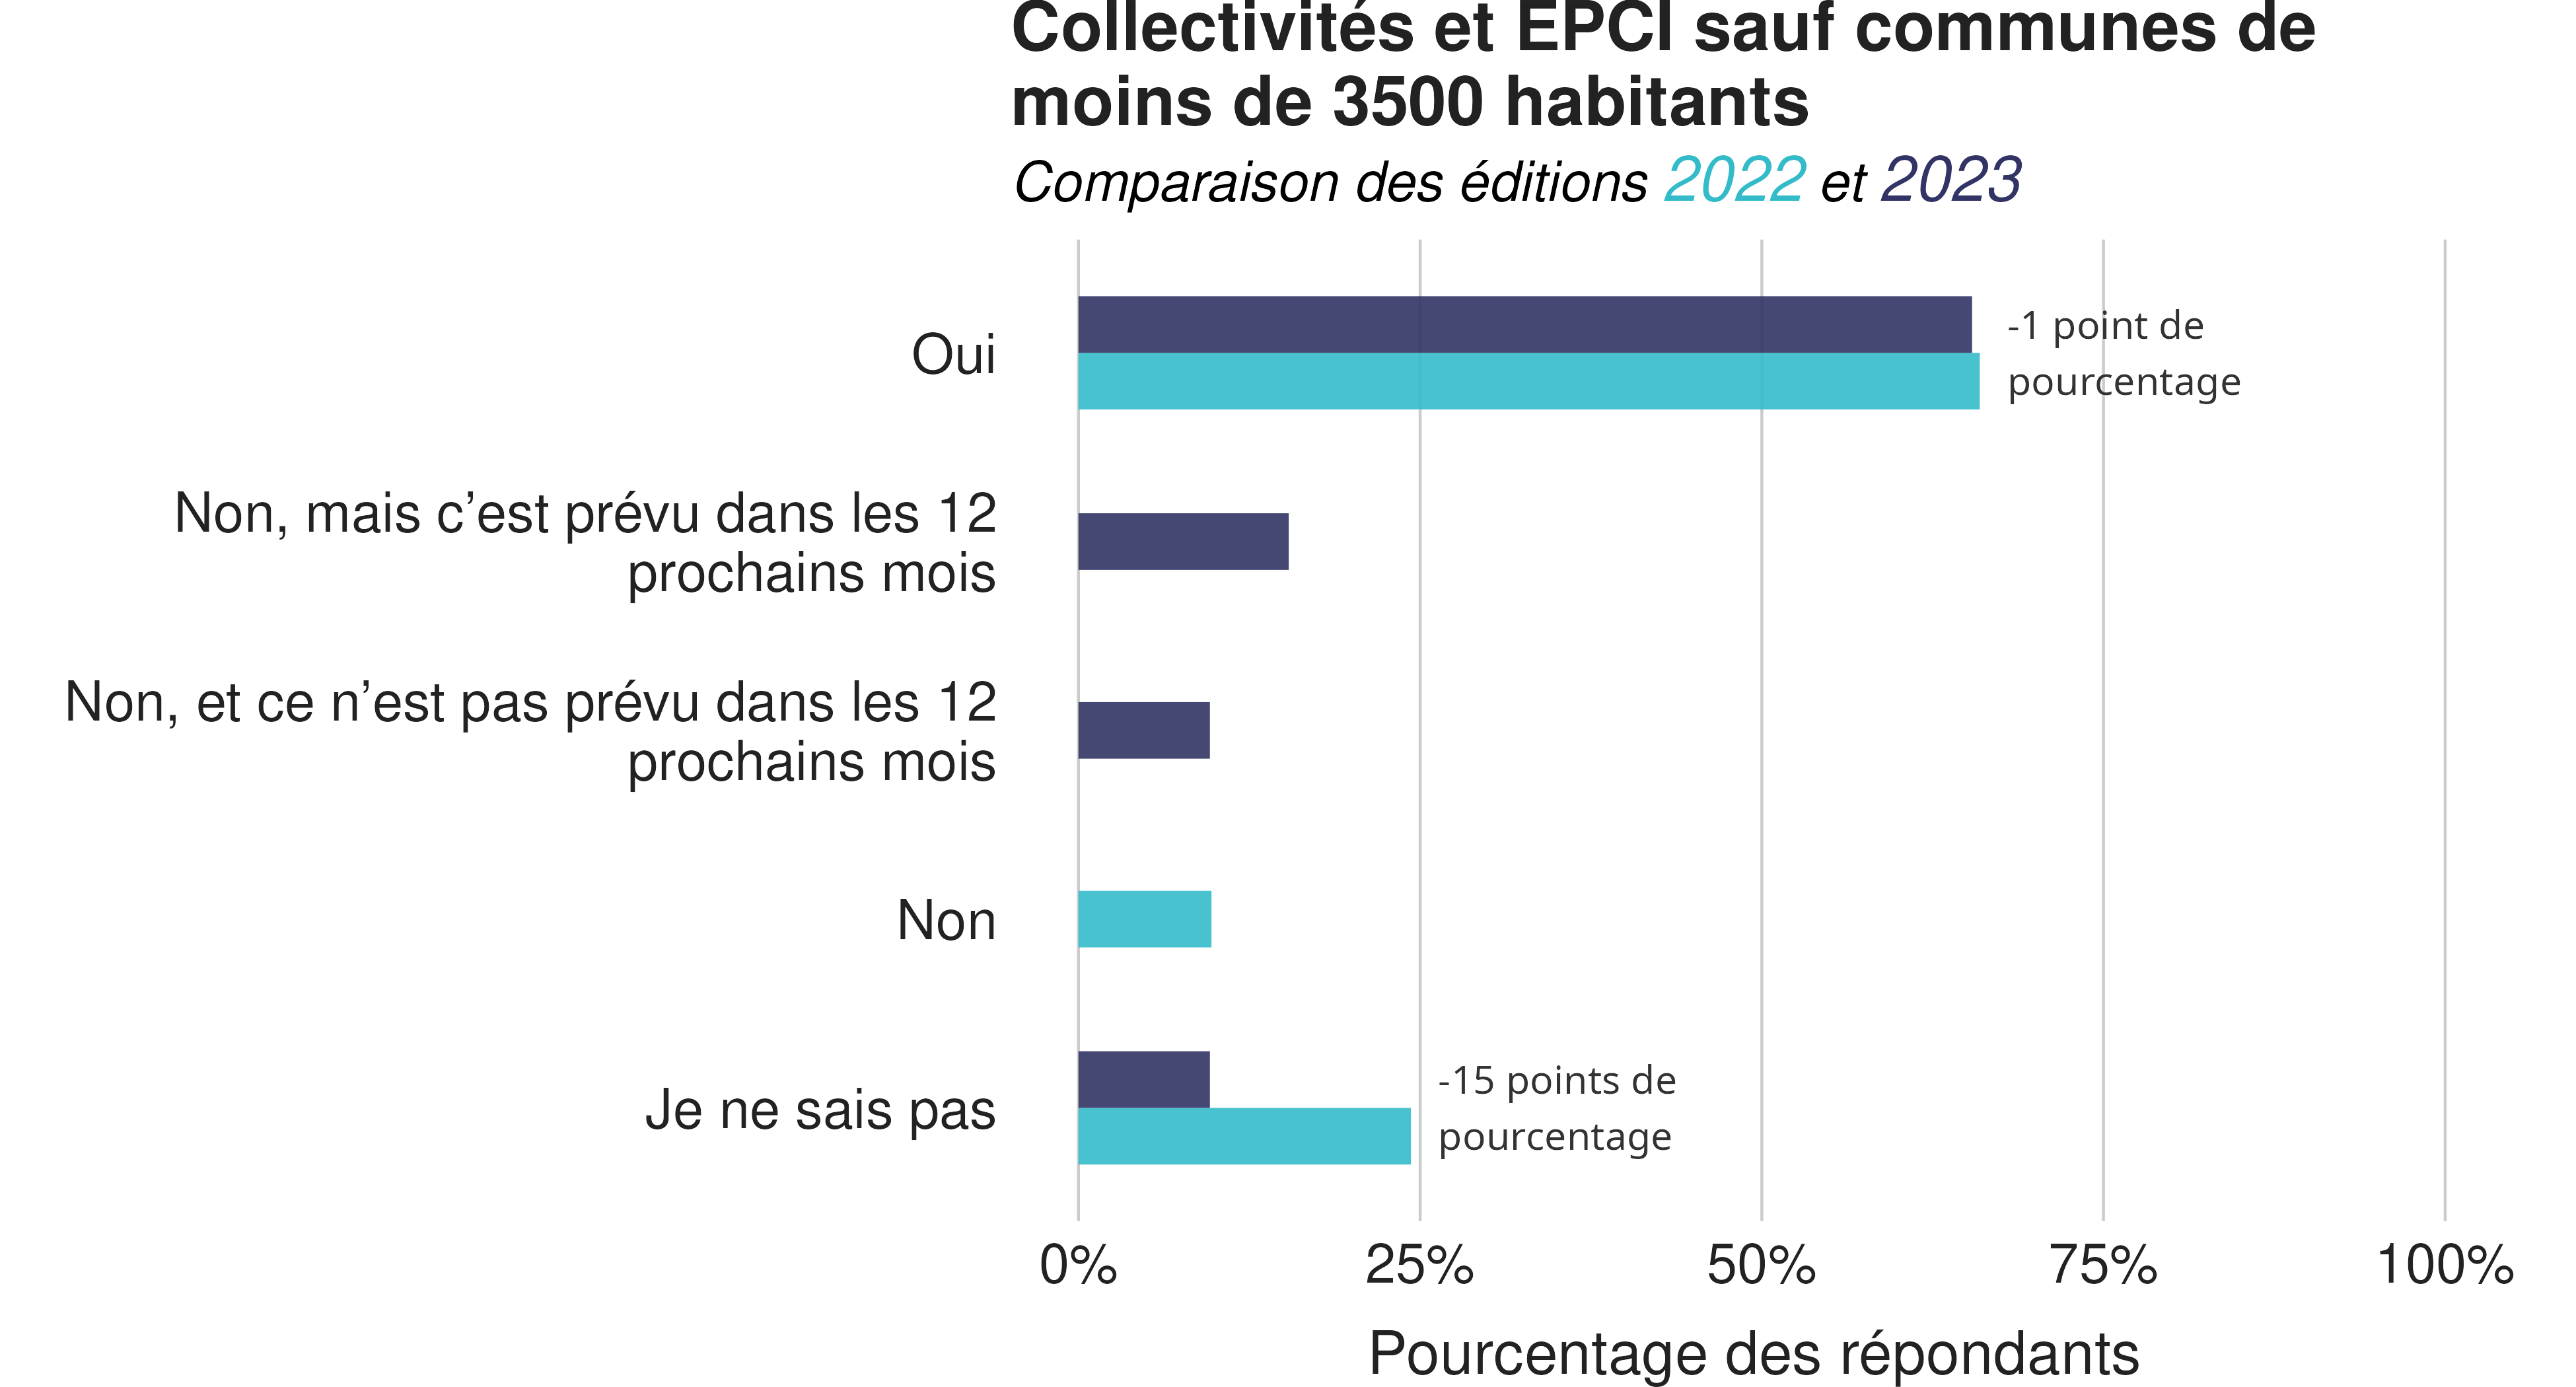 Collectivités et EPCI sauf communes de
moins de 3500 habitants
Comparaison des éditions 2022 et 2023
Oui
-1 point de
pourcentage
Non, mais c’est prévu dans les 12
prochains mois
Non, et ce n’est pas prévu dans les 12
prochains mois
Non
Je ne sais pas
-15 points de
pourcentage
0% 25% 50% 75% 100%
Pourcentage des répondants